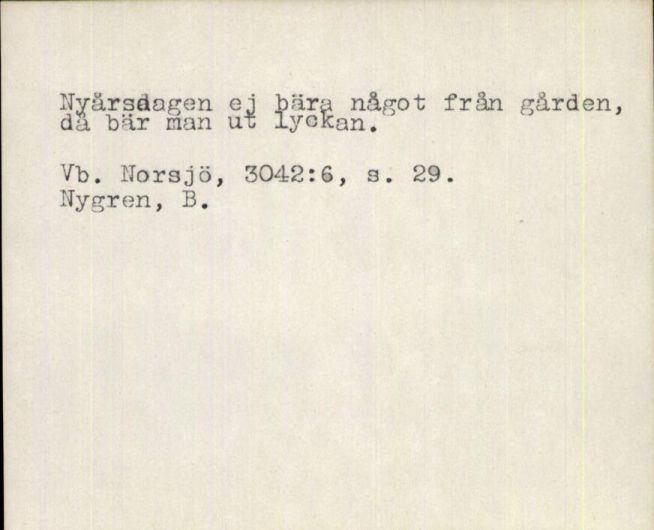 Nyårsdagen ej bära något från gården,
då bär man ut lyckan.
Vb. Norsjö, 3042:6, s. 29.
Nygren, B.